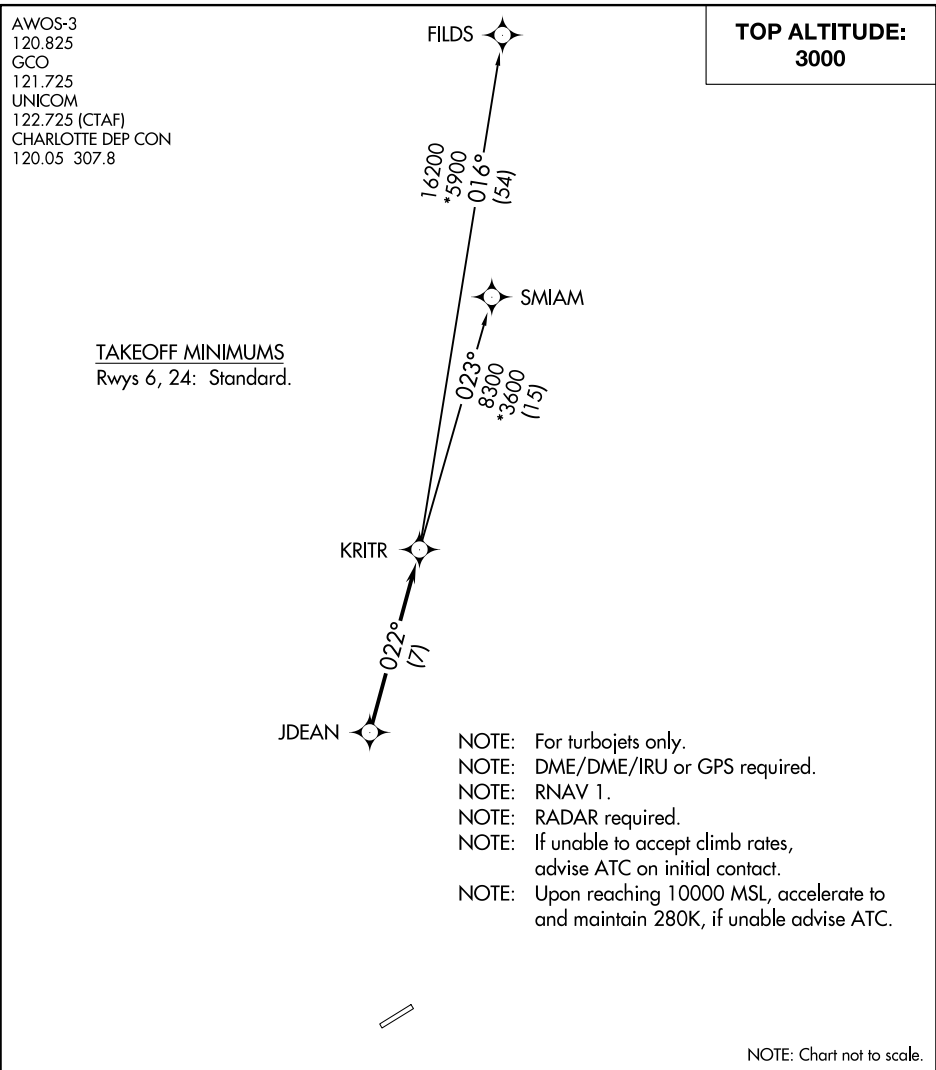 AWOS-3
120.825
GCO
121.725
UNICOM
122.725 (CTAF)
CHARLOTTE DEP CON
120.05 307.8
TOP ALTITUDE:
3000
FILDS
16200
*5900
016°
(54)
SMIAM
TAKEOFF MINIMUMS
Rwys 6, 24: Standard.
023°
8300
*3600
(15)
KRITR
022°
(7)
JDEAN
NOTE: For turbojets only.
NOTE: DME/DME/IRU or GPS required.
NOTE: RNAV 1.
NOTE: RADAR required.
NOTE: If unable to accept climb rates,
advise ATC on initial contact.
NOTE: Upon reaching 10000 MSL, accelerate to
and maintain 280K, if unable advise ATC.
NOTE: Chart not to scale.